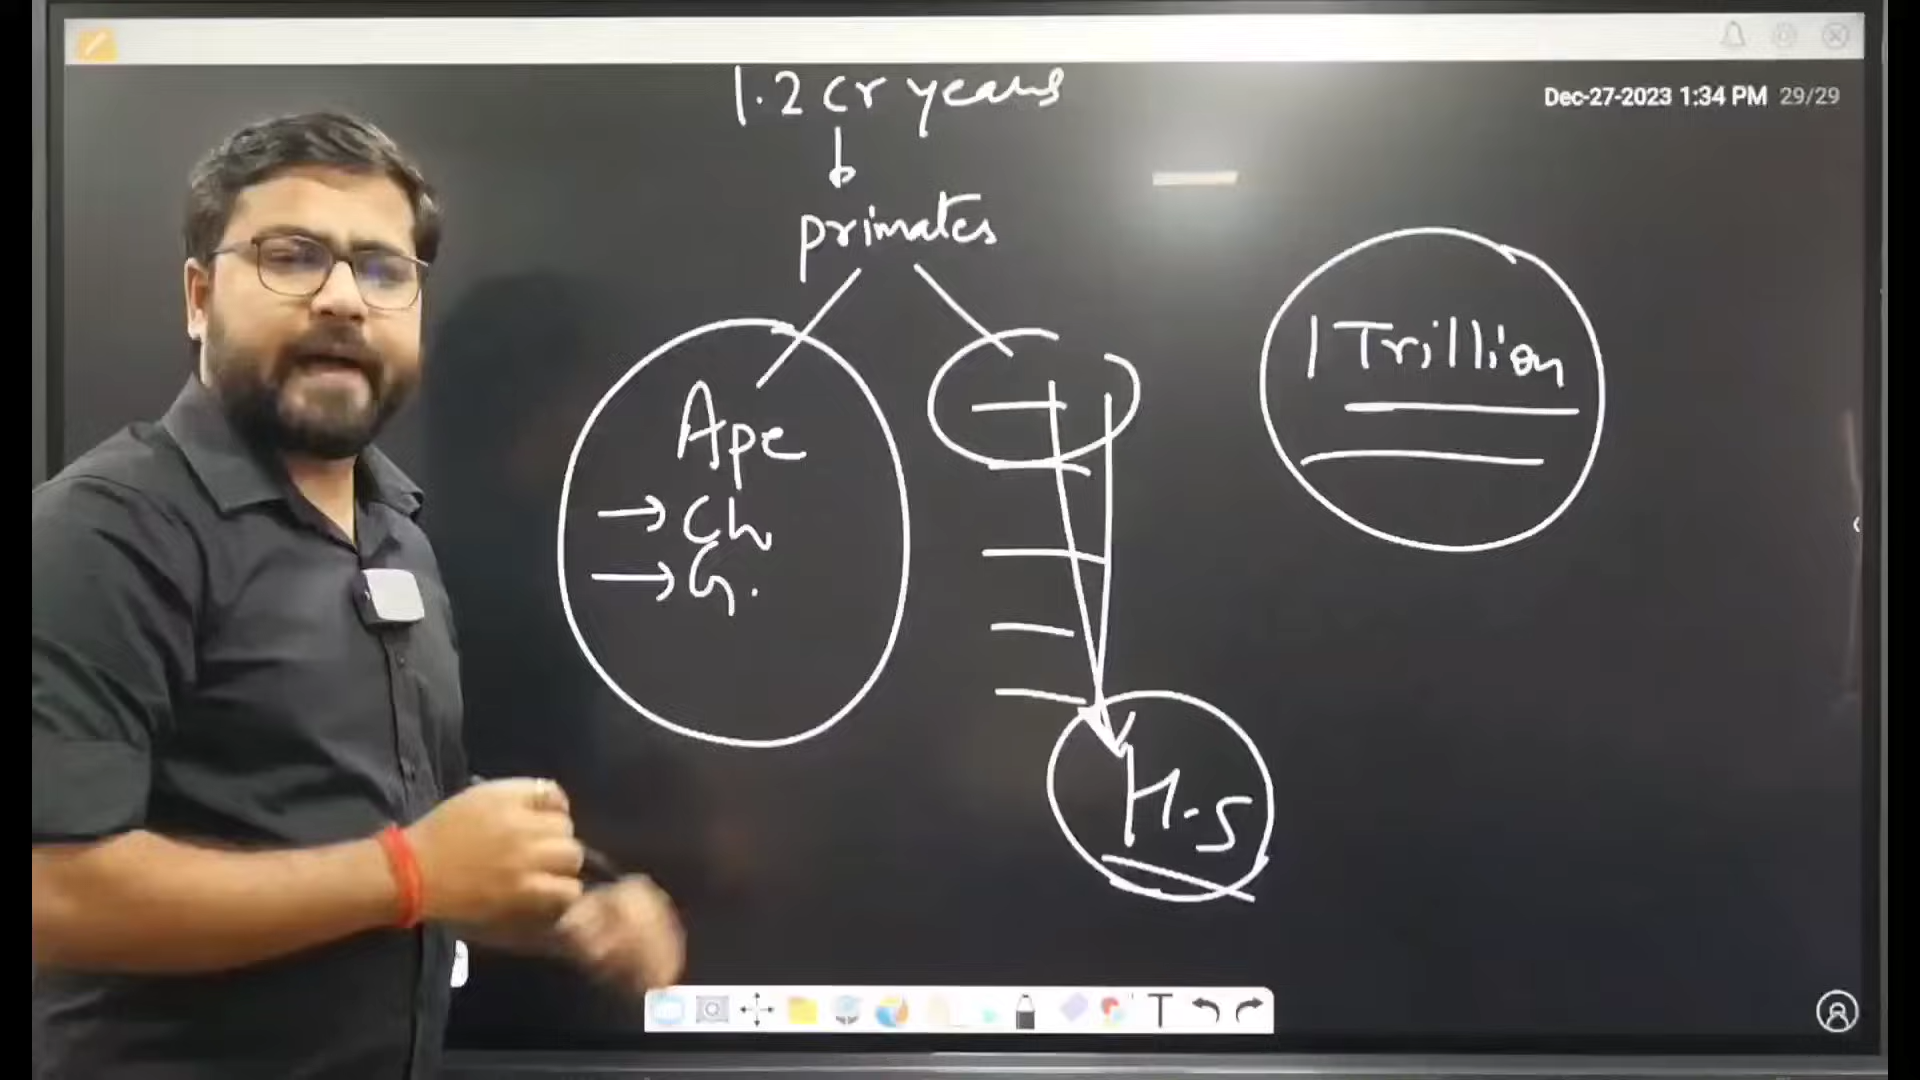 1.2 cr years
Dec-27-2023 1:34 PM 29/29
primates
1 Trillion
Ape
→ Ch
→ G.
H-S
T